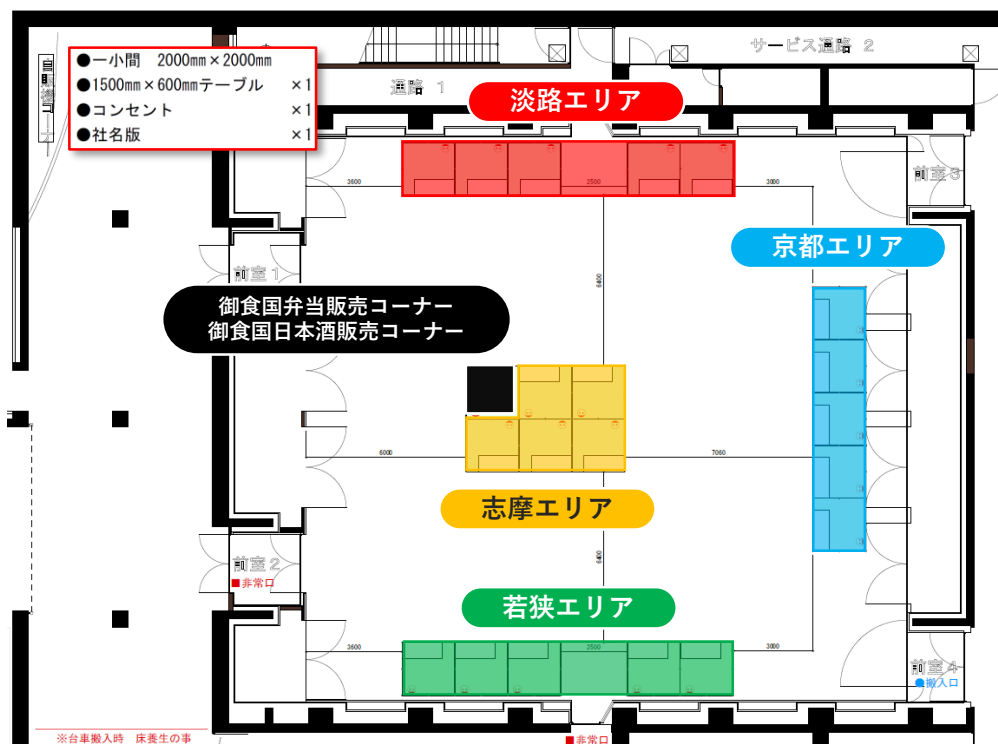 サービス通路 2
●一小間 2000mm×2000mm
●1500mm×600mmテーブル ×1
●コンセント ×1
●社名版 ×1
通路 1
淡路エリア
前室3
3600
2500
3000
京都エリア
前室1
6400
御食国弁当販売コーナー
御食国日本酒販売コーナー
6000
7060
志摩エリア
6400
前室2
■非常口
若狭エリア
3600
2500
3000
前室4
●搬入口
※台車搬入時 床養生の事
■非常口